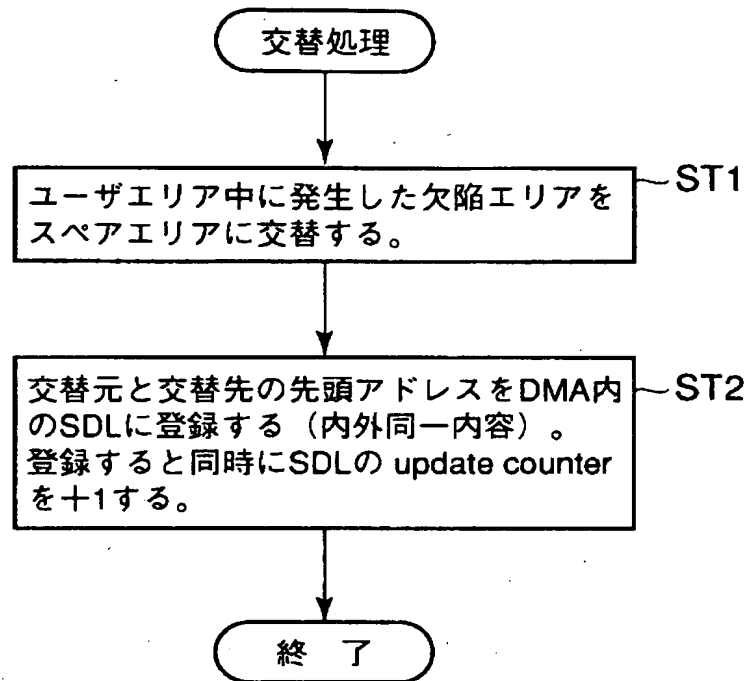 交替処理
ユーザエリア中に発生した欠陥エリアを
スペアエリアに交替する。
ST1
交替元と交替先の先頭アドレスをDMA内
のSDLに登録する（内外同一内容）。
登録すると同時にSDLの update counter
を＋1する。
ST2
終 了